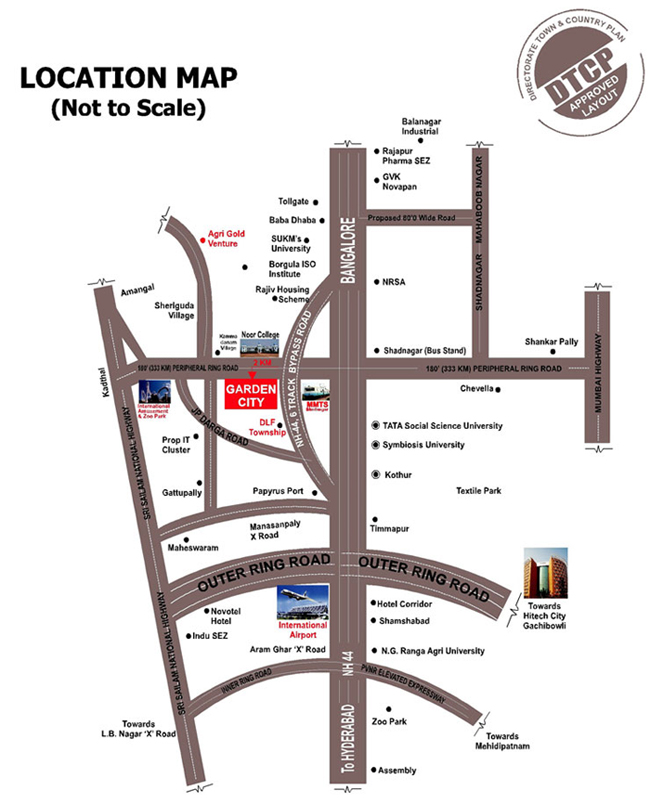 LOCATION MAP
(Not to Scale)
DIRECTORATE TOWN & COUNTRY PLAN
DTCP
APPROVED
LAYOUT
Balanagar
Industrial
Rajapur
Pharma SEZ
GVK
Novapan
Tollgate
Baba Dhaba
SUKM's
University
Borgula ISO
Institute
Rajiv Housing
Scheme
Agri Gold
Venture
BANGALORE
Proposed 80'0 Wide Road
SHADNAGAR
MAHABOOB NAGAR
NRSA
Amangal
Sheriguda
Village
Noor College
Village
Shadnagar (Bus Stand)
Shankar Pally
180' (333 KM) PERIPHERAL RING ROAD
2 KM
180' (333 KM) PERIPHERAL RING ROAD
MUMBAI HIGHWAY
Kadthal
GARDEN
CITY
NH-44, 6 TRACK BYPASS ROAD
MMTS
Chevella
International
Amusement
& Zoo Park
JP DARGA ROAD
DLF
Township
TATA Social Science University
Symbiosis University
Prop IT
Cluster
Kothur
Gattupally
Papyrus Port
Textile Park
SRI SAILAM NATIONAL HIGHWAY
Manasanpaly
X Road
Timmapur
Maheswaram
OUTER RING ROAD
OUTER RING ROAD
Towards
Hitech City
Gachibowli
Novotel
Hotel
International
Airport
Hotel Corridor
Shamshabad
Indu SEZ
Aram Ghar 'X' Road
N.G. Ranga Agri University
SRI SAILAM NATIONAL HIGHWAY
INNER RING ROAD
NH 44
PVNR ELEVATED EXPRESSWAY
Towards
L.B. Nagar 'X' Road
Zoo Park
Towards
Mehidipatnam
To HYDERABAD
Assembly